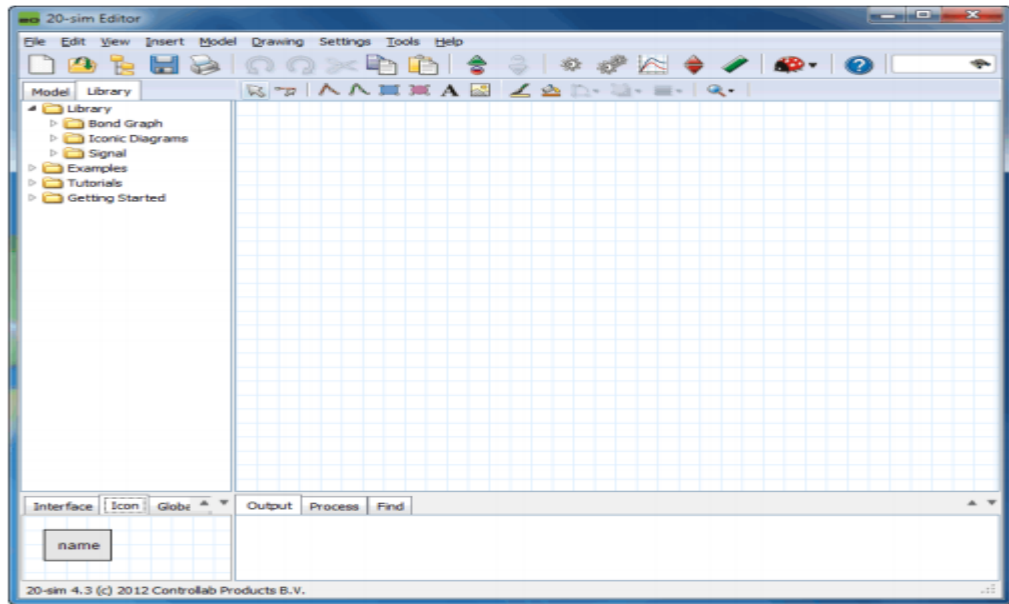 20-sim Editor
File Edit View Insert Model Drawing Settings Tools Help
Model Library
Library
Bond Graph
Iconic Diagrams
Signal
Examples
Tutorials
Getting Started
Interface Icon Globa
Output Process Find
name
20-sim 4.3 (c) 2012 Controllab Products B.V.